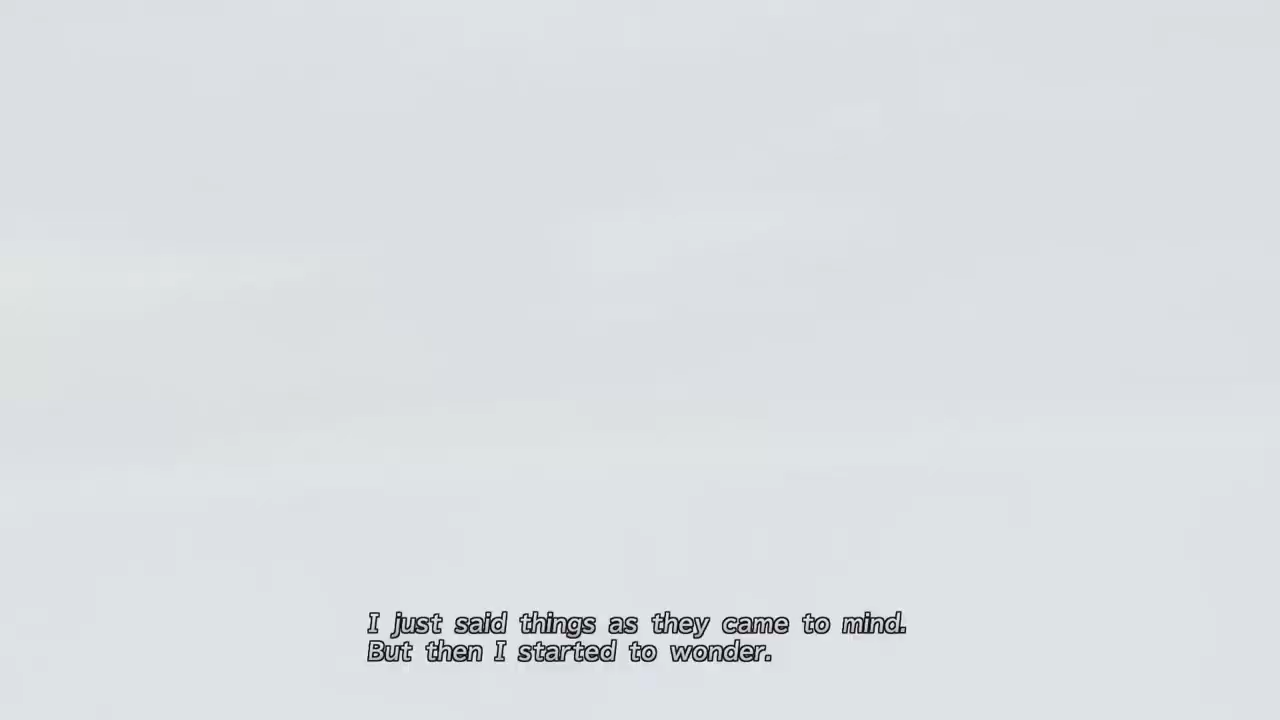 I just said things as they came to mind.
But then I started to wonder.